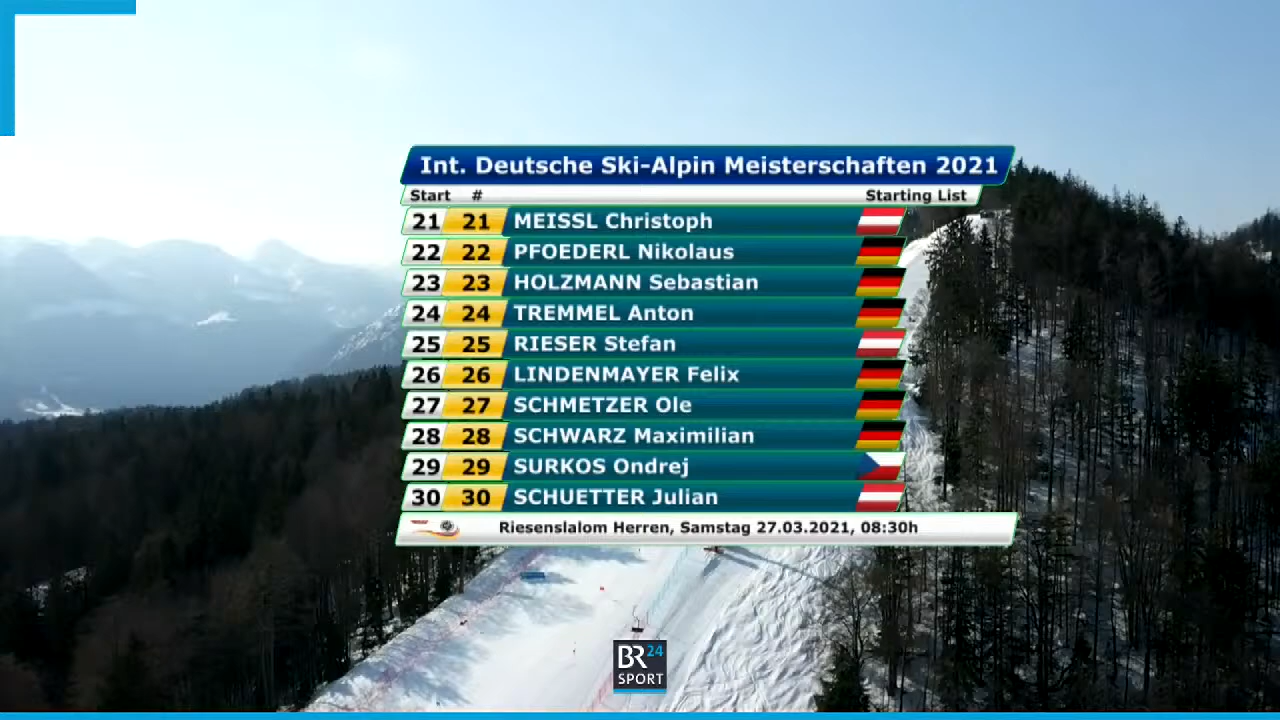 Int. Deutsche Ski-Alpin Meisterschaften 2021
Start # Starting List
21 21 MEISSL Christoph
22 22 PFOEDERL Nikolaus
23 23 HOLZMANN Sebastian
24 24 TREMMEL Anton
25 25 RIESER Stefan
26 26 LINDENMAYER Felix
27 27 SCHMETZER Ole
28 28 SCHWARZ Maximilian
29 29 SURKOS Ondrej
30 30 SCHUETTER Julian
Riesenslalom Herren, Samstag 27.03.2021, 08:30h
BR24
SPORT